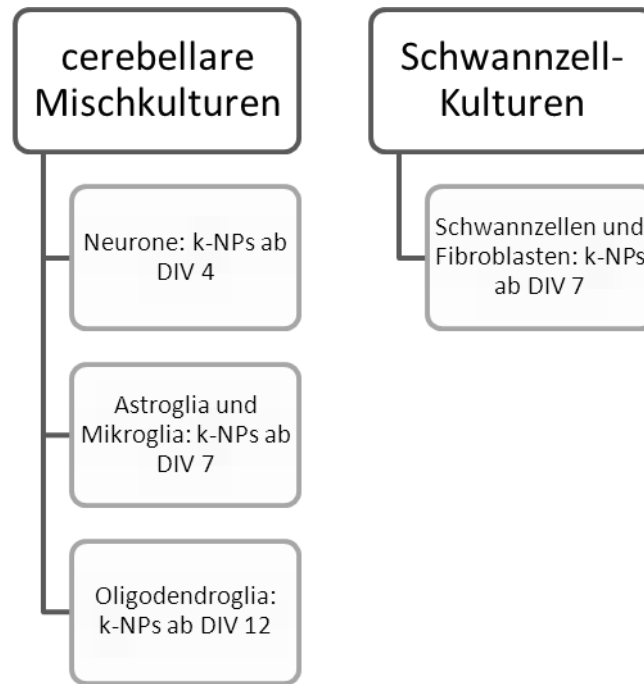 cerebellare
Mischkulturen
Neurone: k-NPs ab
DIV 4
Astroglia und
Mikroglia: k-NPs ab
DIV 7
Oligodendroglia:
k-NPs ab DIV 12
Schwannzell-
Kulturen
Schwannzellen und
Fibroblasten: k-NPs
ab DIV 7